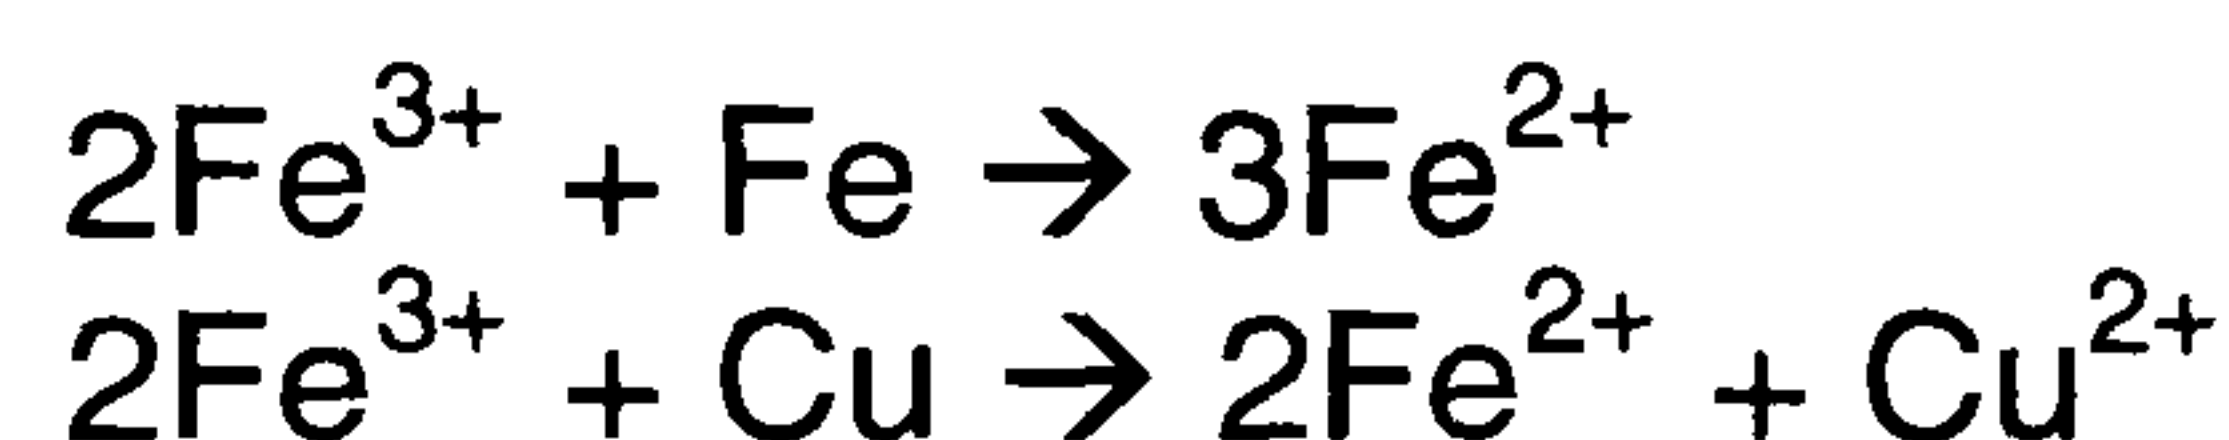 2Fe³⁺ + Fe → 3Fe²⁺
2Fe³⁺ + Cu → 2Fe²⁺ + Cu²⁺